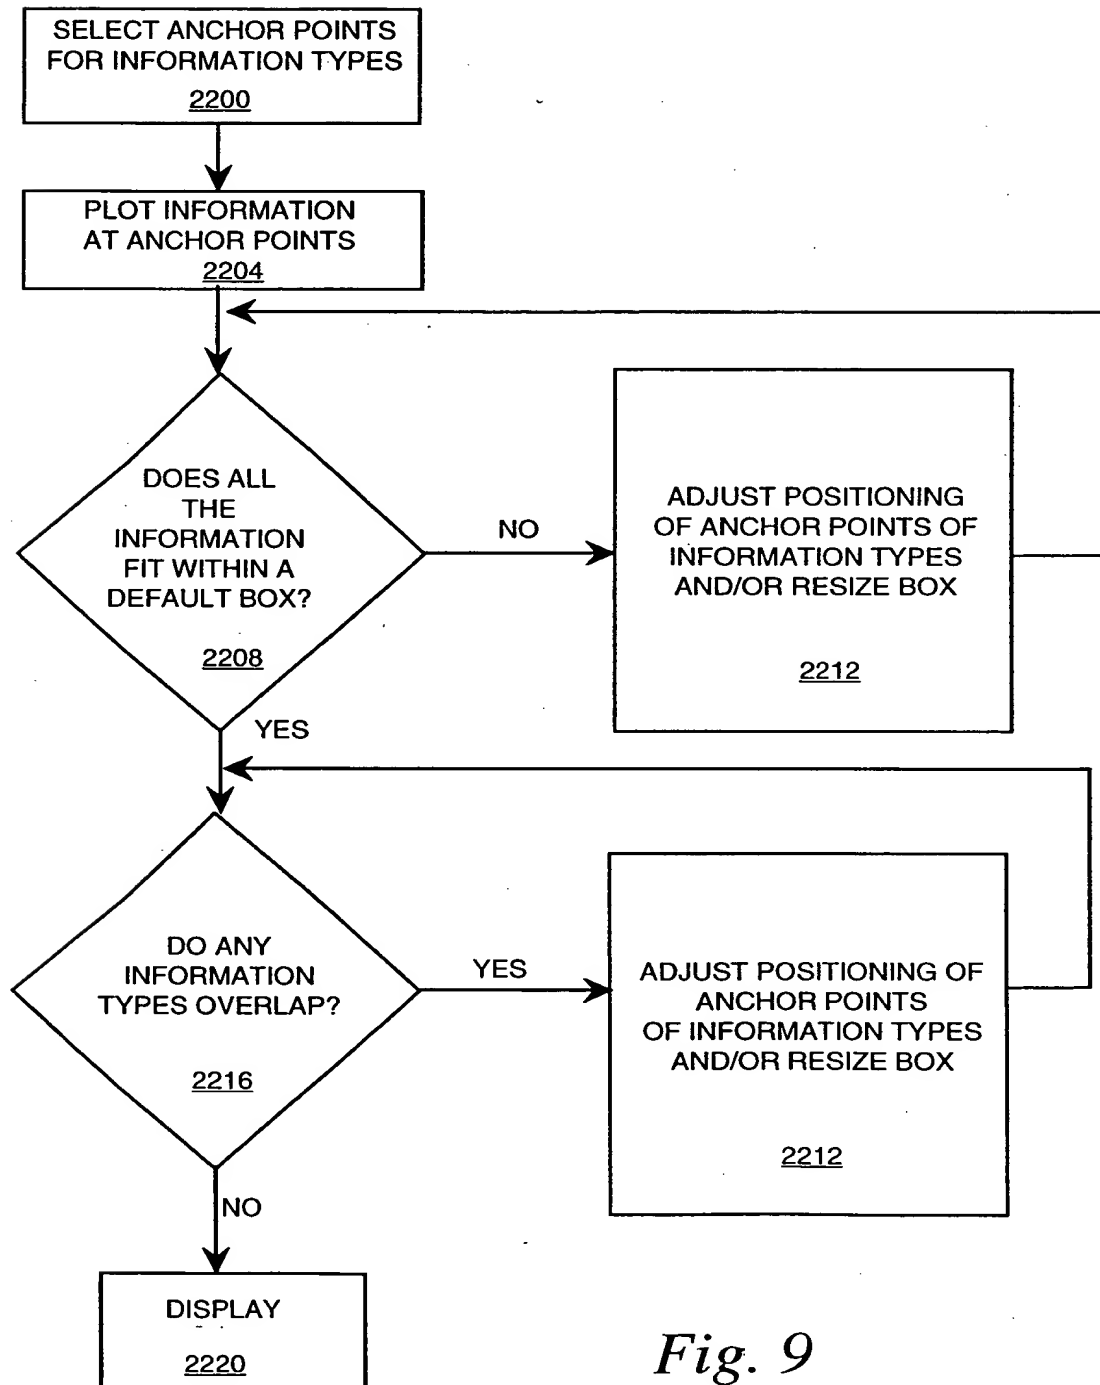 SELECT ANCHOR POINTS
FOR INFORMATION TYPES
2200
PLOT INFORMATION
AT ANCHOR POINTS
2204
DOES ALL
THE
INFORMATION
FIT WITHIN A
DEFAULT BOX?
2208
NO
ADJUST POSITIONING
OF ANCHOR POINTS OF
INFORMATION TYPES
AND/OR RESIZE BOX
2212
YES
DO ANY
INFORMATION
TYPES OVERLAP?
2216
YES
ADJUST POSITIONING OF
ANCHOR POINTS
OF INFORMATION TYPES
AND/OR RESIZE BOX
2212
NO
DISPLAY
2220
Fig. 9